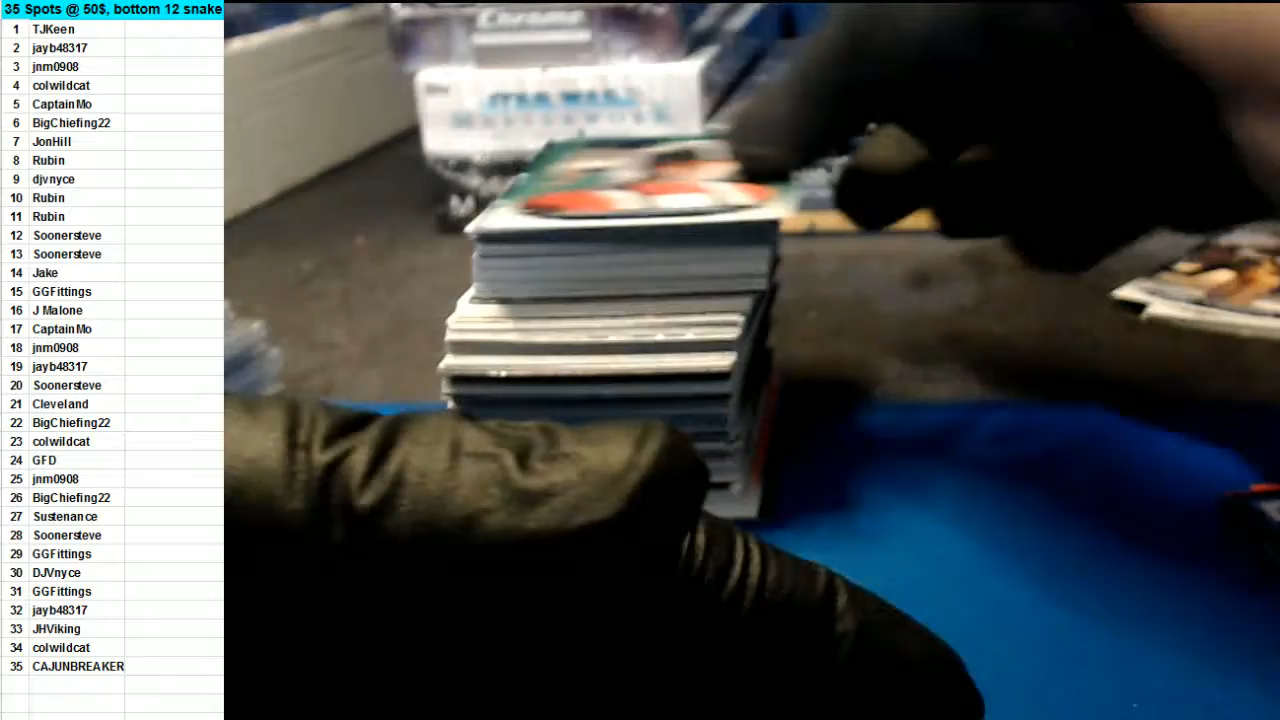 35 Spots @ 50$, bottom 12 snake
1 TJKeen
2 jayb48317
3 jnm0908
4 colwildcat
5 CaptainMo
6 BigChiefing22
7 JonHill
8 Rubin
9 djvnyce
10 Rubin
11 Rubin
12 Soonersteve
13 Soonersteve
14 Jake
15 GGFittings
16 J Malone
17 CaptainMo
18 jnm0908
19 jayb48317
20 Soonersteve
21 Cleveland
22 BigChiefing22
23 colwildcat
24 GFD
25 jnm0908
26 BigChiefing22
27 Sustenance
28 Soonersteve
29 GGFittings
30 DJVnyce
31 GGFittings
32 jayb48317
33 JHViking
34 colwildcat
35 CAJUNBREAKER
Chrome
STAR WARS
MASTERWORK